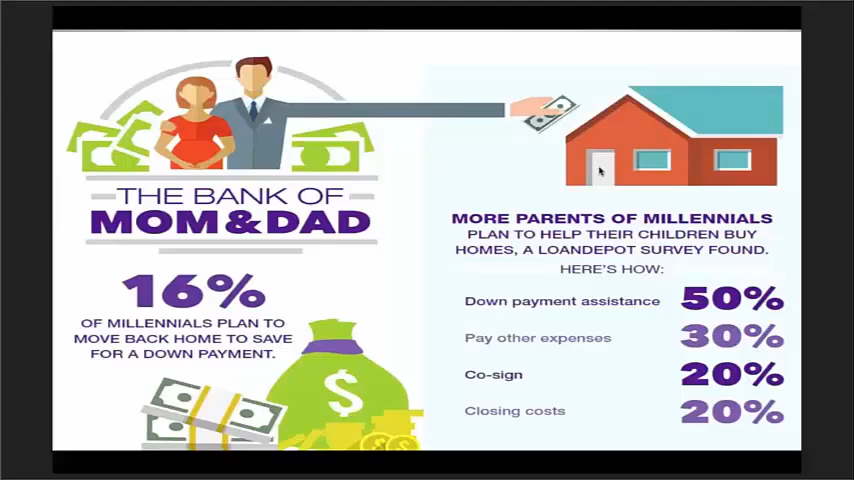 THE BANK OF
MOM & DAD
16%
OF MILLENNIALS PLAN TO
MOVE BACK HOME TO SAVE
FOR A DOWN PAYMENT.
$
MORE PARENTS OF MILLENNIALS
PLAN TO HELP THEIR CHILDREN BUY
HOMES, A LOANDEPOT SURVEY FOUND.
HERE'S HOW:
Down payment assistance 50%
Pay other expenses 30%
Co-sign 20%
Closing costs 20%